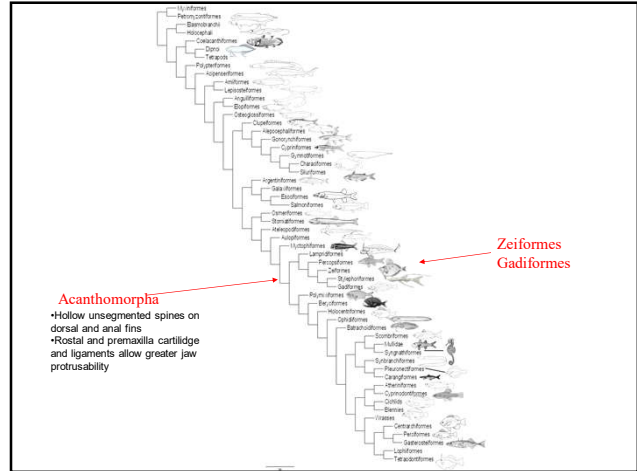 Myxiniformes
Petromyzontiformes
Elasmobranchii
Holocephali
Coelacanthiformes
Dipnoi
Tetrapods
Polypteriformes
Acipenseriformes
Amiiformes
Lepisosteiformes
Anguilliformes
Elopiformes
Osteoglossiformes
Clupeiformes
Alepocephaliformes
Gonorynchiformes
Cypriniformes
Gymnotiformes
Characiformes
Siluriformes
Argentiniformes
Galaxiiformes
Esociformes
Salmoniformes
Osmeriformes
Stomiatiformes
Ateleopodiformes
Aulopiformes
Myctophiformes
Lampridiformes
Percopsiformes
Zeiformes
Stylephoriformes
Gadiformes
Zeiformes
Gadiformes
Acanthomorpha
•Hollow unsegmented spines on
dorsal and anal fins
•Rostal and premaxilla cartilidge
and ligaments allow greater jaw
protrusability
Polymixiiformes
Beryciformes
Holocentriformes
Ophidiiformes
Batrachoidiformes
Scombriformes
Mullidae
Syngnathiformes
Synbranchiformes
Pleuronectiformes
Carangiformes
Atheriniformes
Cyprinodontiformes
Cichlids
Blennies
Wrasses
Centrarchiformes
Perciformes
Gasterosteiformes
Lophiiformes
Tetraodontiformes